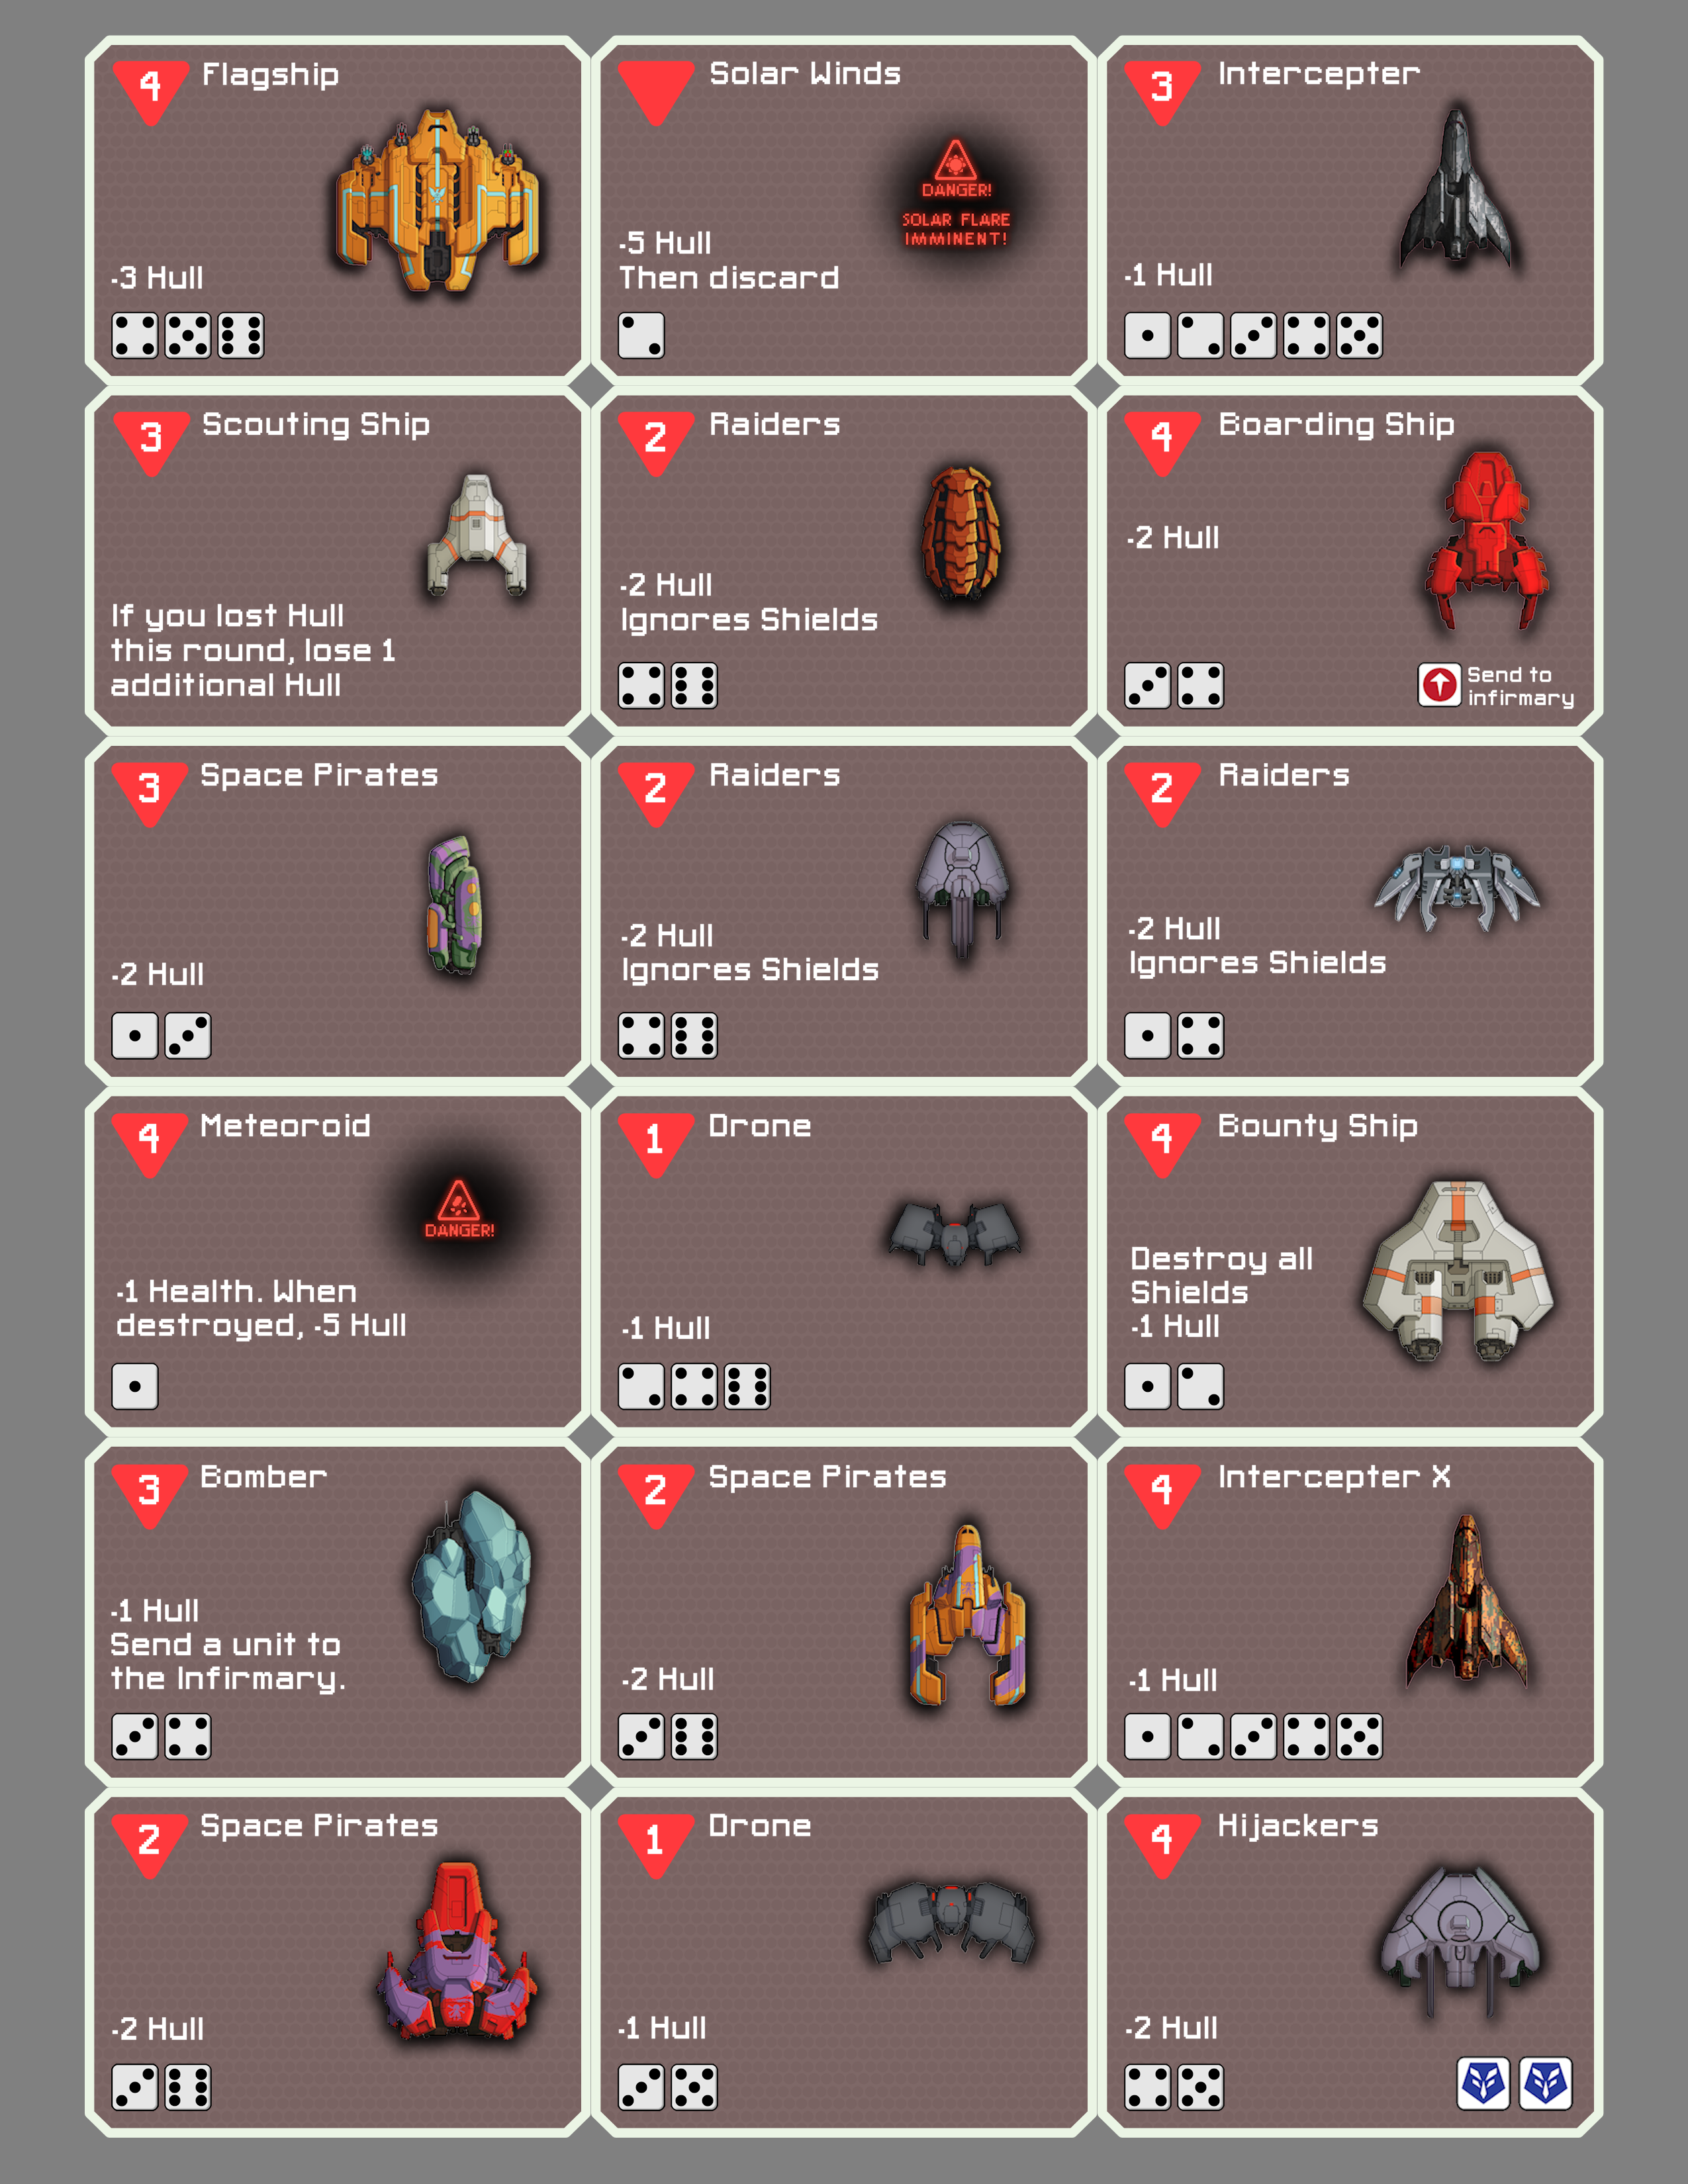 4 Flagship
-3 Hull
Solar Winds
DANGER!
SOLAR FLARE
IMMINENT!
-5 Hull
Then discard
3 Intercepter
-1 Hull
3 Scouting Ship
If you lost Hull
this round, lose 1
additional Hull
2 Raiders
-2 Hull
Ignores Shields
4 Boarding Ship
-2 Hull
Send to
infirmary
3 Space Pirates
-2 Hull
2 Raiders
-2 Hull
Ignores Shields
2 Raiders
-2 Hull
Ignores Shields
4 Meteoroid
DANGER!
-1 Health. When
destroyed, -5 Hull
1 Drone
-1 Hull
4 Bounty Ship
Destroy all
Shields
-1 Hull
3 Bomber
-1 Hull
Send a unit to
the Infirmary.
2 Space Pirates
-2 Hull
4 Intercepter X
-1 Hull
2 Space Pirates
-2 Hull
1 Drone
-1 Hull
4 Hijackers
-2 Hull